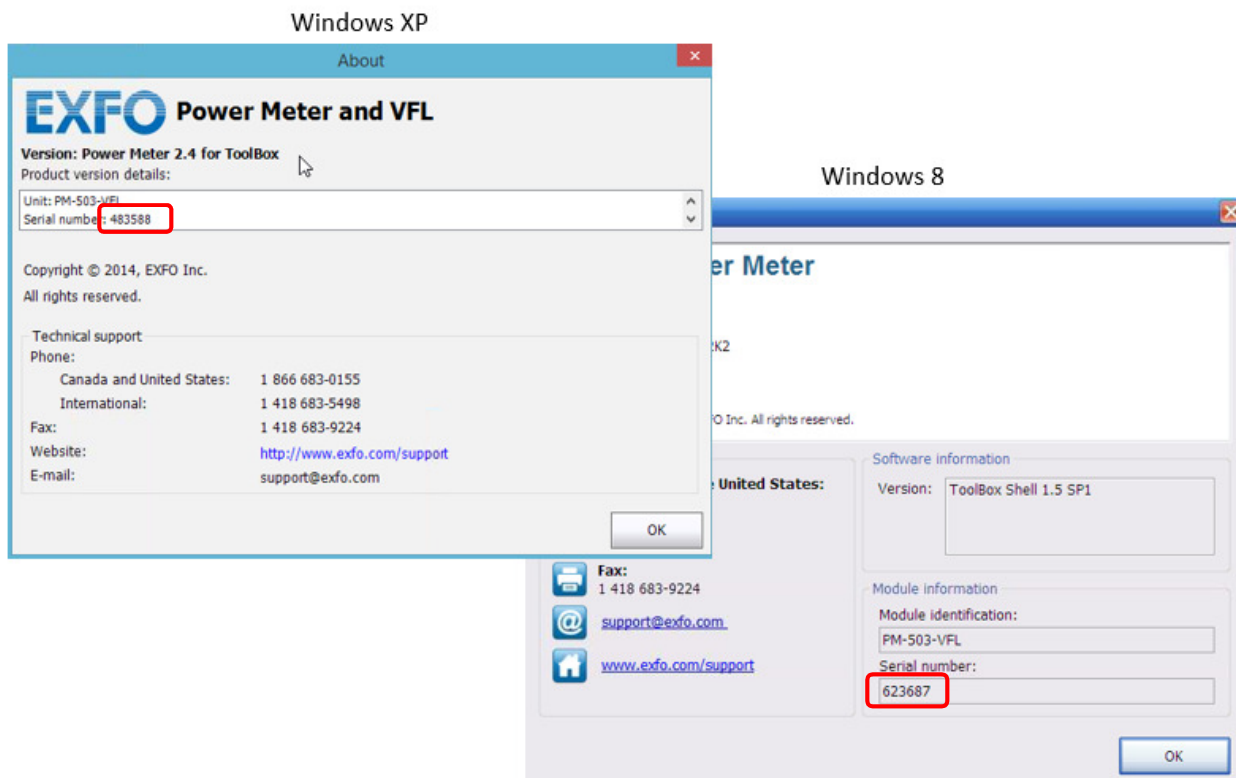 Windows XP
About
EXFO Power Meter and VFL
Version: Power Meter 2.4 for ToolBox
Product version details:
Unit: PM-503-VFL
Serial number: 483588
Copyright © 2014, EXFO Inc.
All rights reserved.
Technical support
Phone:
Canada and United States: 1 866 683-0155
International: 1 418 683-5498
Fax: 1 418 683-9224
Website: http://www.exfo.com/support
E-mail: support@exfo.com
OK
Windows 8
er Meter
K2
O Inc. All rights reserved.
United States:
Fax:
1 418 683-9224
support@exfo.com
www.exfo.com/support
Software information
Version: ToolBox Shell 1.5 SP1
Module information
Module identification:
PM-503-VFL
Serial number:
623687
OK